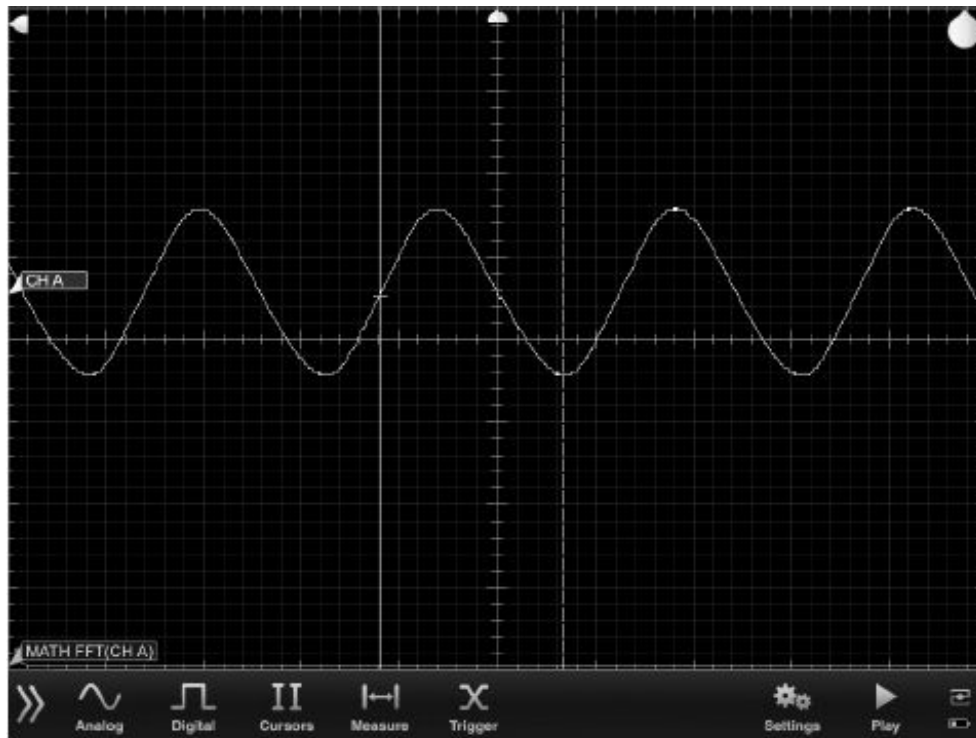 CH A
MATH FFT(CH A)
Analog
Digital
Cursors
Measure
Trigger
Settings
Play